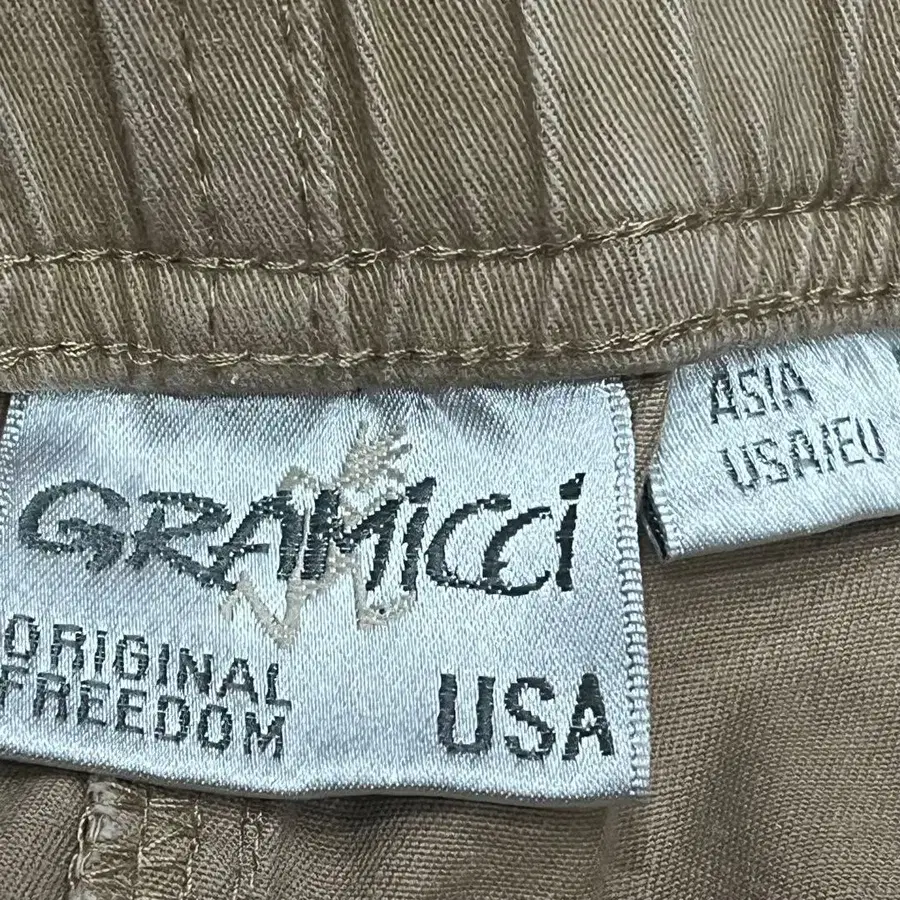 GRAMiCCi
ORIGINAL
FREEDOM
USA
ASIA
USA/EU